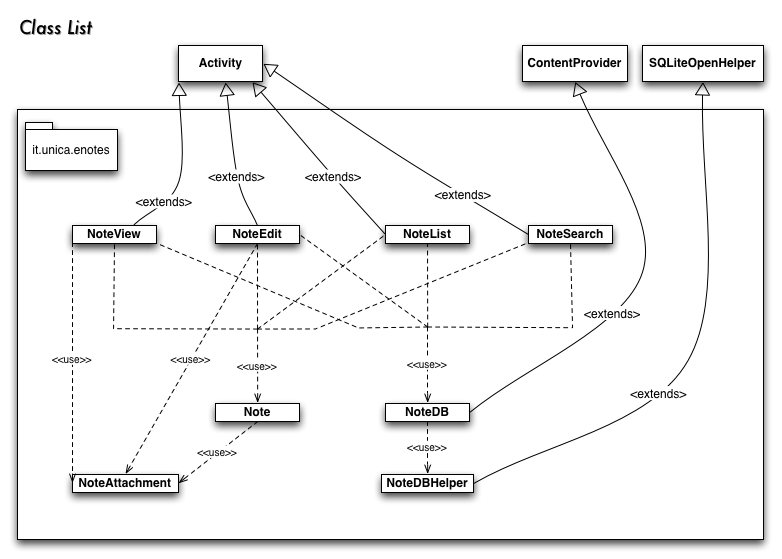 Class List
Activity
ContentProvider
SQLiteOpenHelper
it.unica.enotes
<extends>
<extends>
<extends>
<extends>
NoteView
NoteEdit
NoteList
NoteSearch
<extends>
<<use>>
<<use>>
<<use>>
<<use>>
<extends>
Note
NoteDB
<<use>>
<<use>>
NoteAttachment
NoteDBHelper